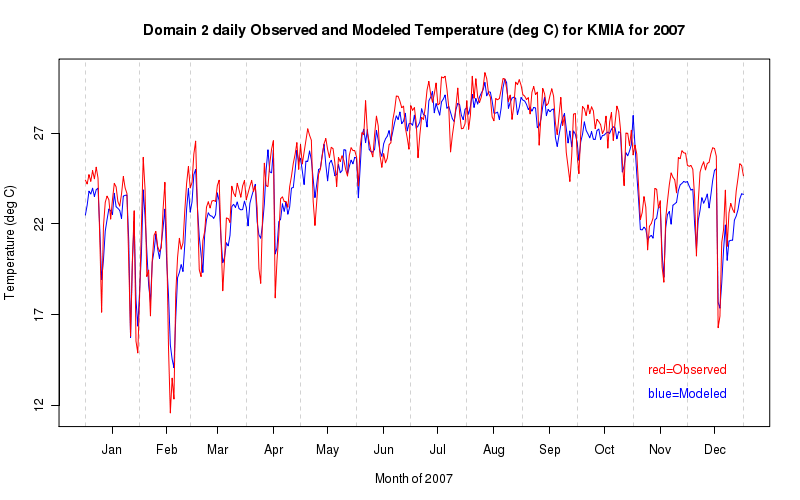 Domain 2 daily Observed and Modeled Temperature (deg C) for KMIA for 2007
Temperature (deg C)
27
22
17
12
red=Observed
blue=Modeled
Jan Feb Mar Apr May Jun Jul Aug Sep Oct Nov Dec
Month of 2007